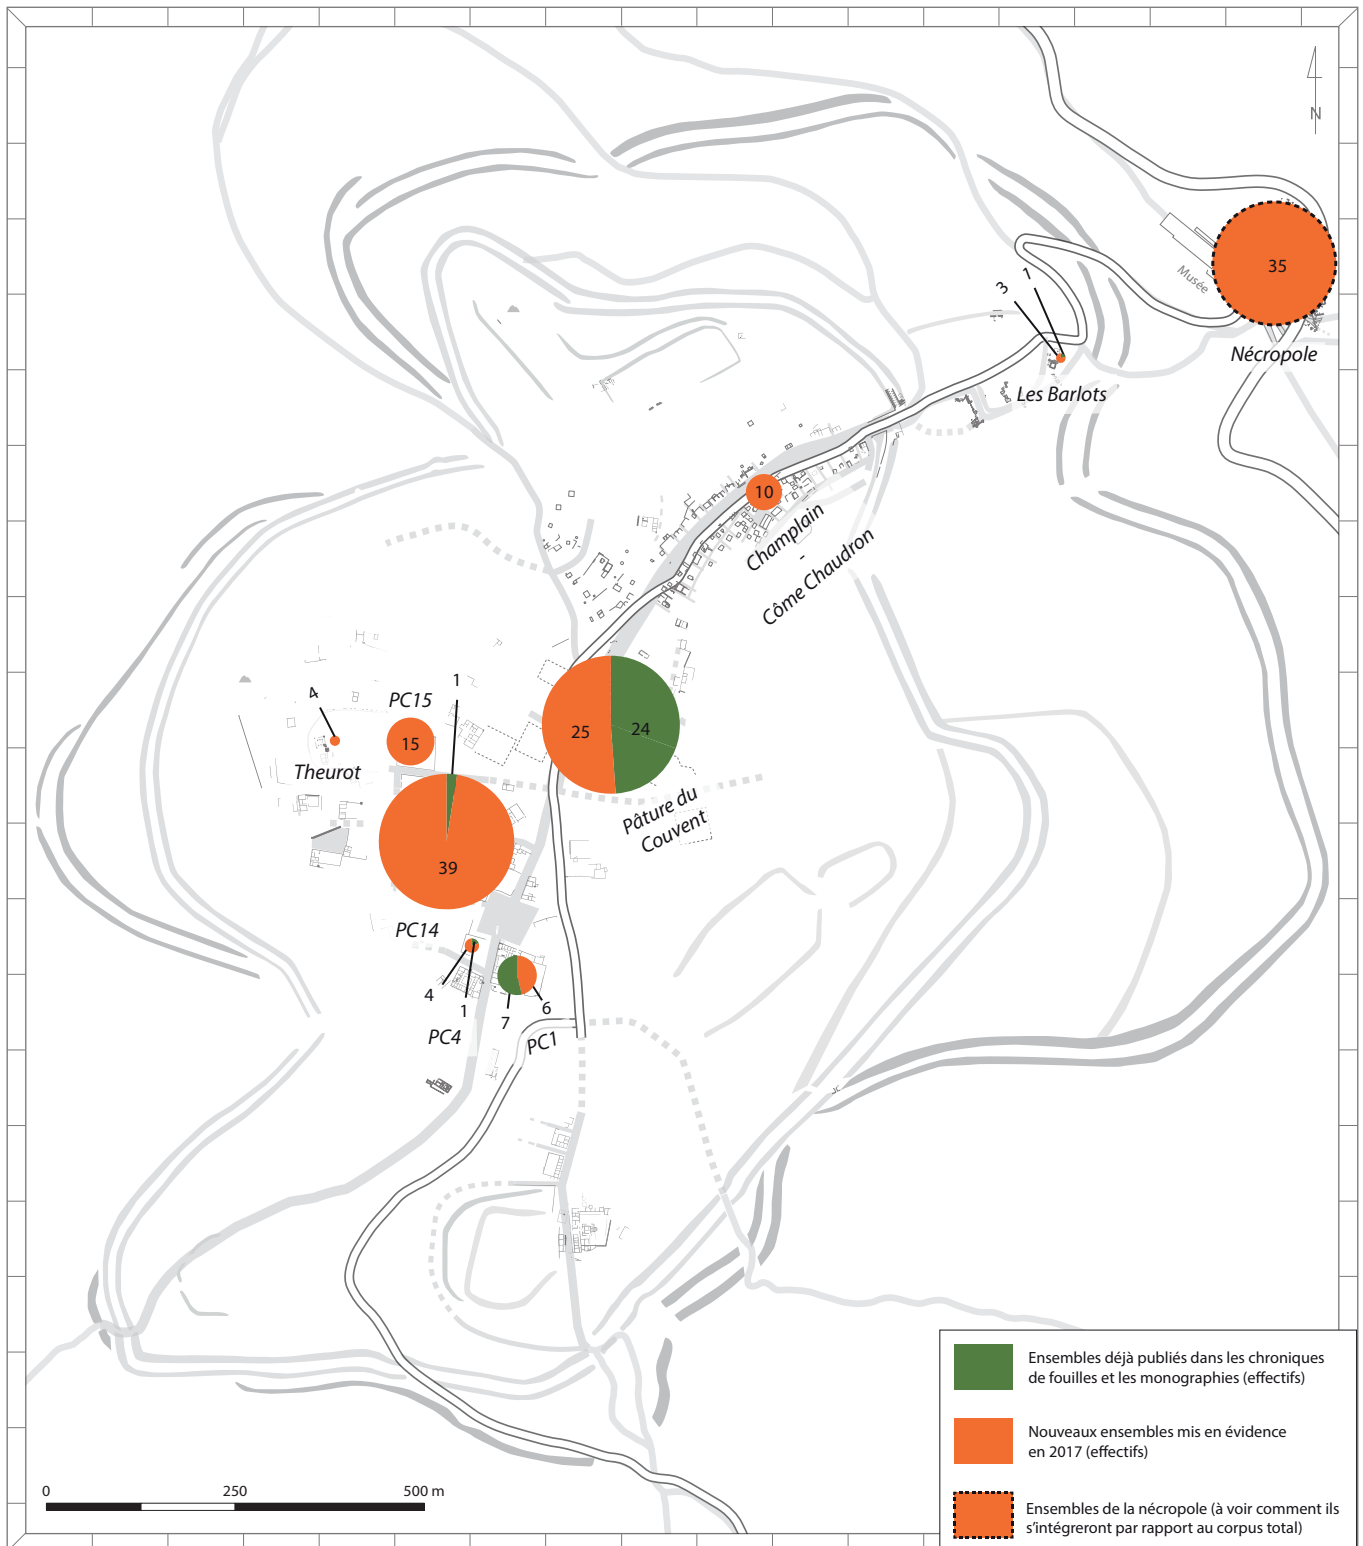 N
Musée
35
Nécropole
3
1
Les Barlots
10
Champlain
-
Côme Chaudron
4
Theurot
PC15
15
1
25
24
Pâture du
Couvent
39
PC14
4
1
PC4
7
6
PC1
0
250
500 m
Ensembles déjà publiés dans les chroniques
de fouilles et les monographies (effectifs)
Nouveaux ensembles mis en évidence
en 2017 (effectifs)
Ensembles de la nécropole (à voir comment ils
s'intégreront par rapport au corpus total)